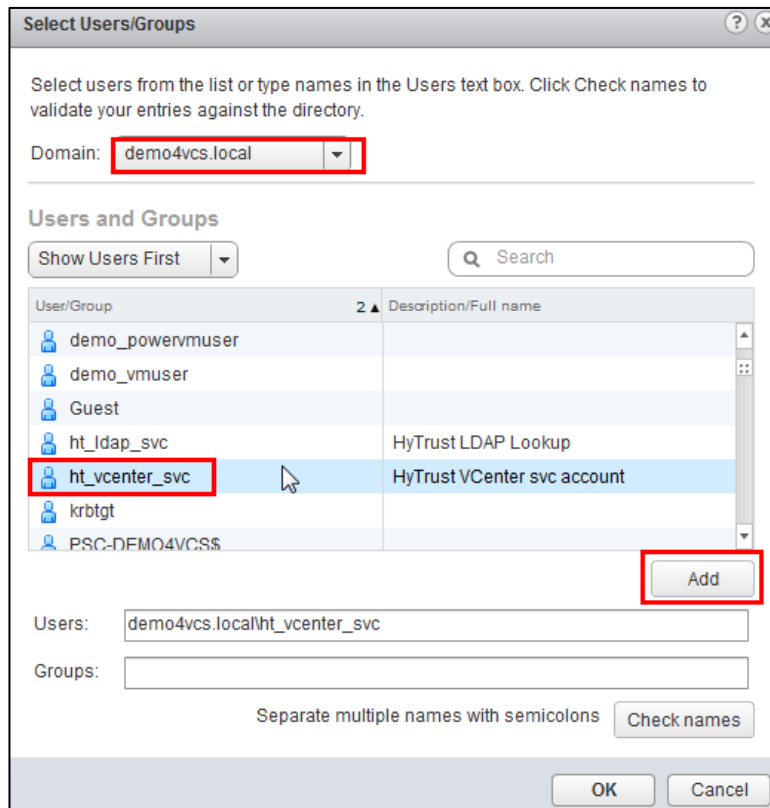 Select Users/Groups
Select users from the list or type names in the Users text box. Click Check names to
validate your entries against the directory.
Domain: demo4vcs.local
Users and Groups
Show Users First Search
User/Group 2 ▲ Description/Full name
demo_powervmuser
demo_vmuser
Guest
ht_ldap_svc HyTrust LDAP Lookup
ht_vcenter_svc HyTrust VCenter svc account
krbtgt
PSC-DEMO4VCS$
Add
Users: demo4vcs.local\ht_vcenter_svc
Groups:
Separate multiple names with semicolons Check names
OK Cancel